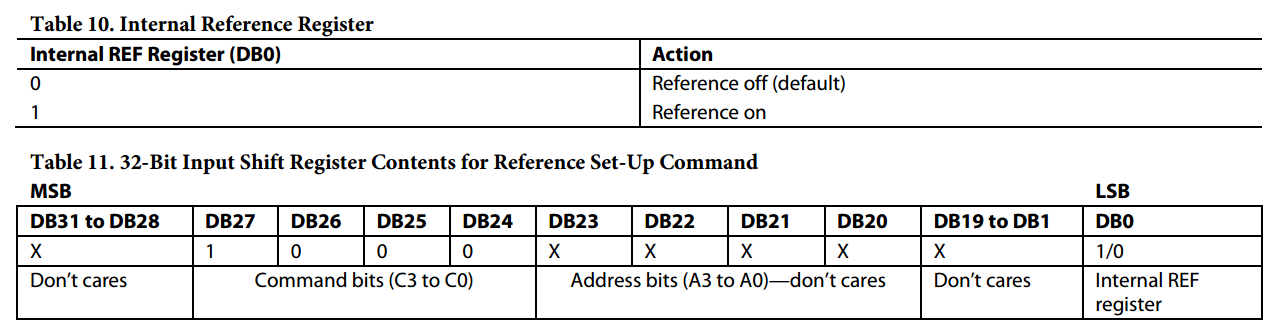 Table 10. Internal Reference Register
Internal REF Register (DB0) Action
0 Reference off (default)
1 Reference on
Table 11. 32-Bit Input Shift Register Contents for Reference Set-Up Command
MSB LSB
DB31 to DB28 DB27 DB26 DB25 DB24 DB23 DB22 DB21 DB20 DB19 to DB1 DB0
X 1 0 0 0 X X X X X 1/0
Don’t cares Command bits (C3 to C0) Address bits (A3 to A0)—don’t cares Don’t cares Internal REF
register